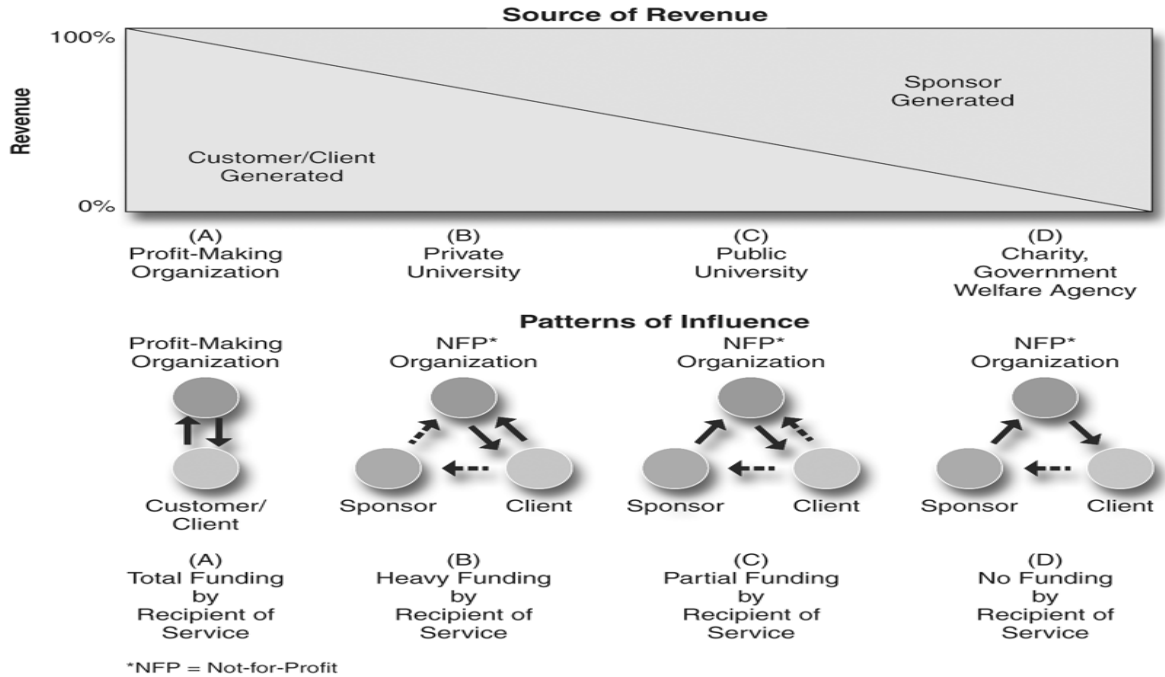 Source of Revenue
100%
Revenue
Sponsor
Generated
Customer/Client
Generated
0%
(A)
Profit-Making
Organization
(B)
Private
University
(C)
Public
University
(D)
Charity,
Government
Welfare Agency
Patterns of Influence
Profit-Making
Organization
Customer/
Client
NFP*
Organization
Sponsor
Client
NFP*
Organization
Sponsor
Client
NFP*
Organization
Sponsor
Client
(A)
Total Funding
by
Recipient of
Service
(B)
Heavy Funding
by
Recipient of
Service
(C)
Partial Funding
by
Recipient of
Service
(D)
No Funding
by
Recipient of
Service
*NFP = Not-for-Profit